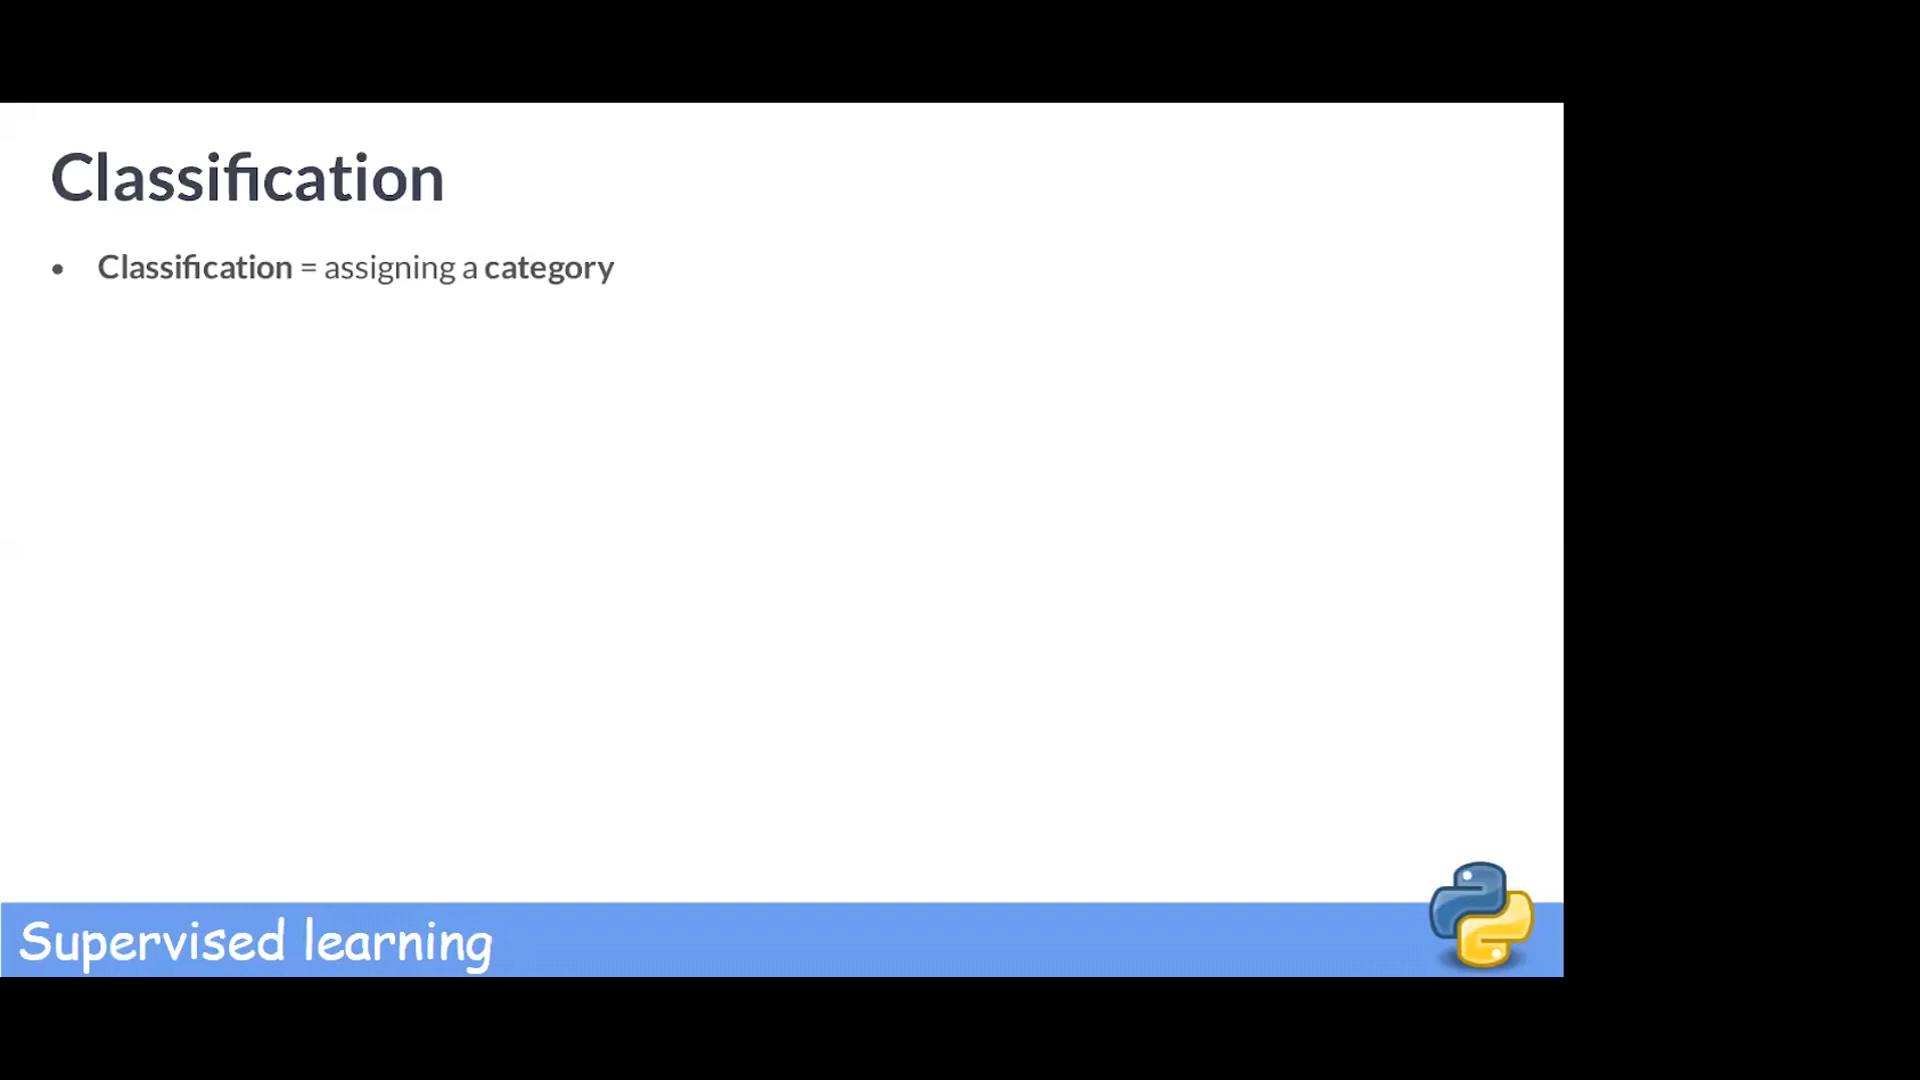 Classification
• Classification = assigning a category
Supervised learning